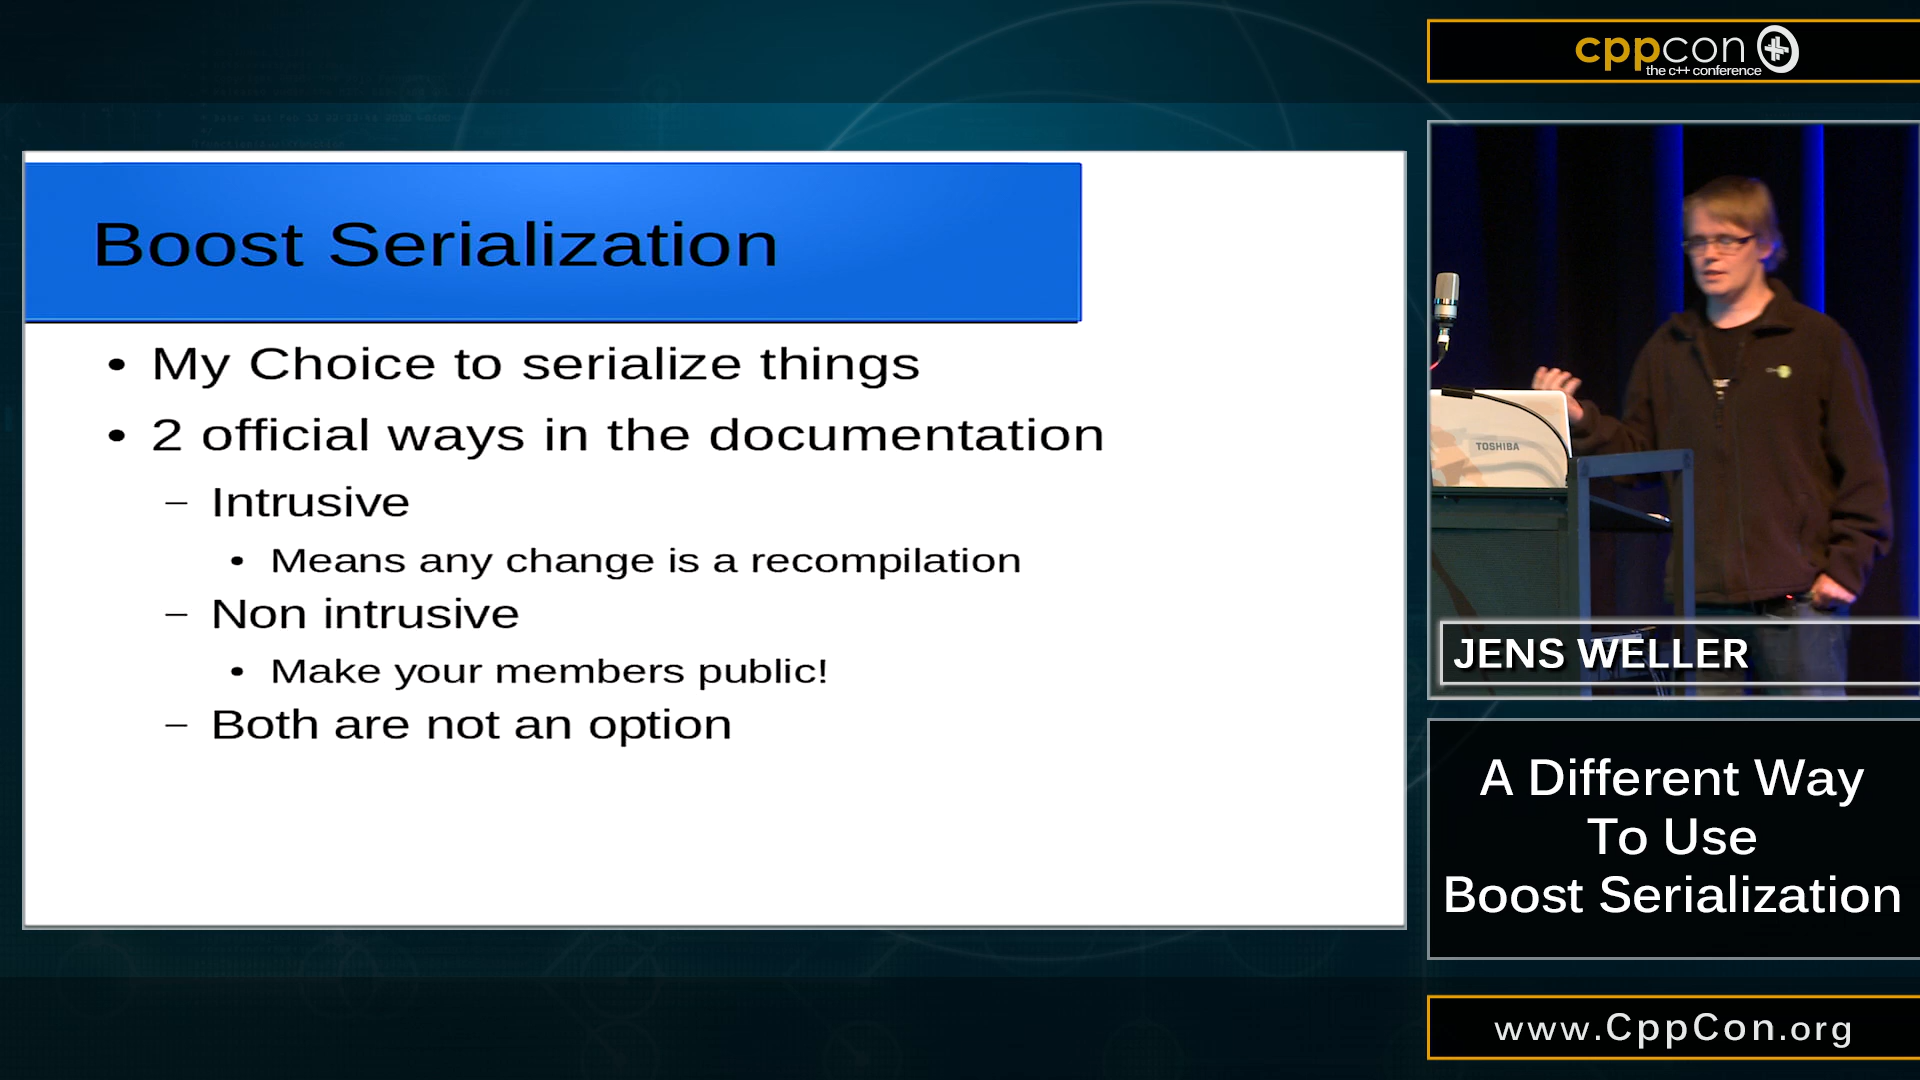 Boost Serialization
• My Choice to serialize things
• 2 official ways in the documentation
– Intrusive
• Means any change is a recompilation
– Non intrusive
• Make your members public!
– Both are not an option
cppcon
the c++ conference
TOSHIBA
JENS WELLER
A Different Way
To Use
Boost Serialization
www.CppCon.org